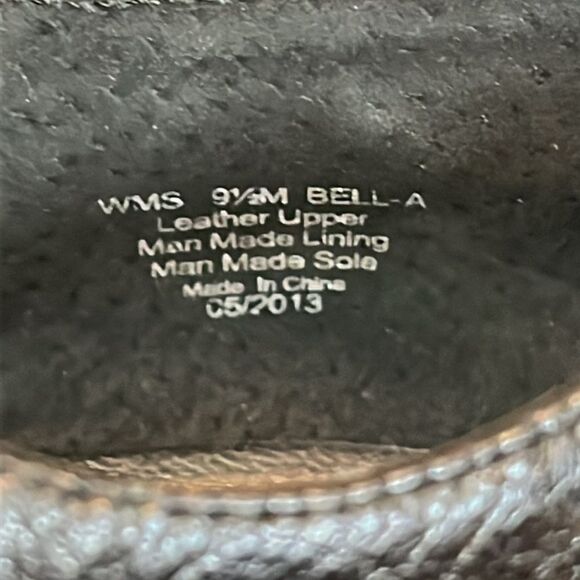 WMS 9½M BELL-A
Leather Upper
Man Made Lining
Man Made Sole
Made In China
05/2013